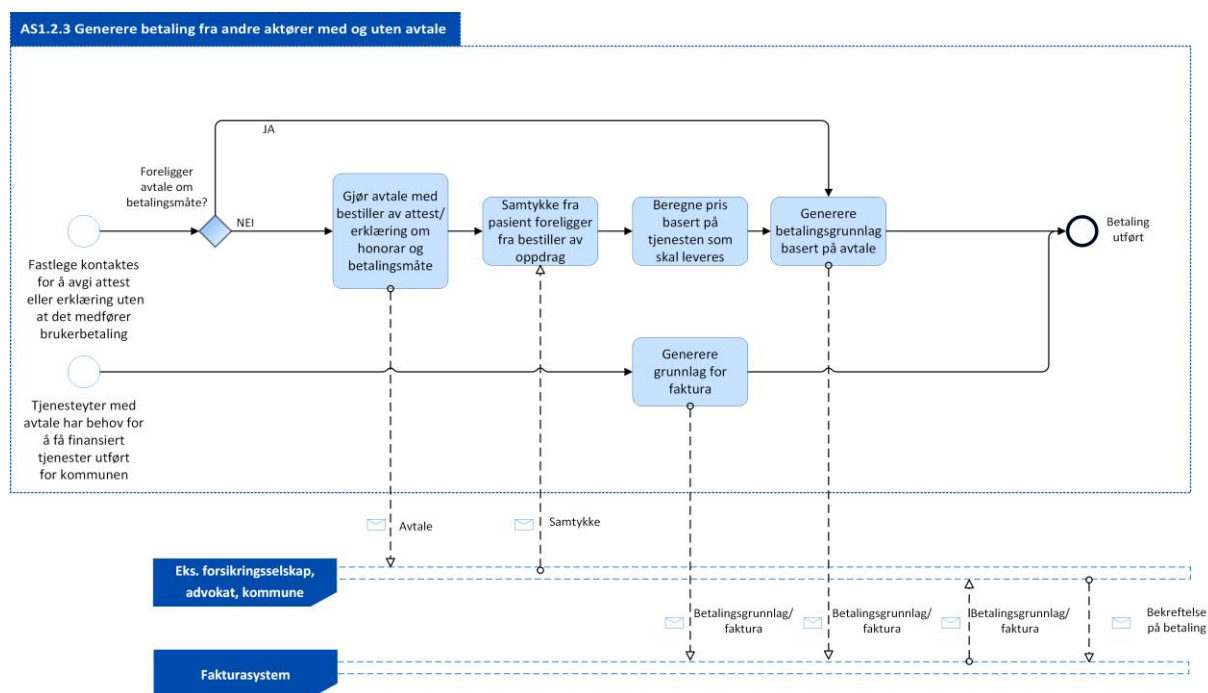 AS1.2.3 Generere betaling fra andre aktører med og uten avtale
JA
Foreligger
avtale om
betalingsmåte?
NEI
Gjør avtale med
bestiller av attest/
erklæring om
honorar og
betalingsmåte
Samtykke fra
pasient foreligger
fra bestiller av
oppdrag
Beregne pris
basert på
tjenesten som
skal leveres
Generere
betalingsgrunnlag
basert på avtale
Betaling
utført
Fastlege kontaktes
for å avgi attest
eller erklæring uten
at det medfører
brukerbetaling
Generere
grunnlag for
faktura
Tjenesteyter med
avtale har behov for
å få finansiert
tjenester utført
for kommunen
Avtale
Samtykke
Eks. forsikringsselskap,
advokat, kommune
Betalingsgrunnlag/
faktura
Betalingsgrunnlag/
faktura
Betalingsgrunnlag/
faktura
Bekreftelse
på betaling
Fakturasystem